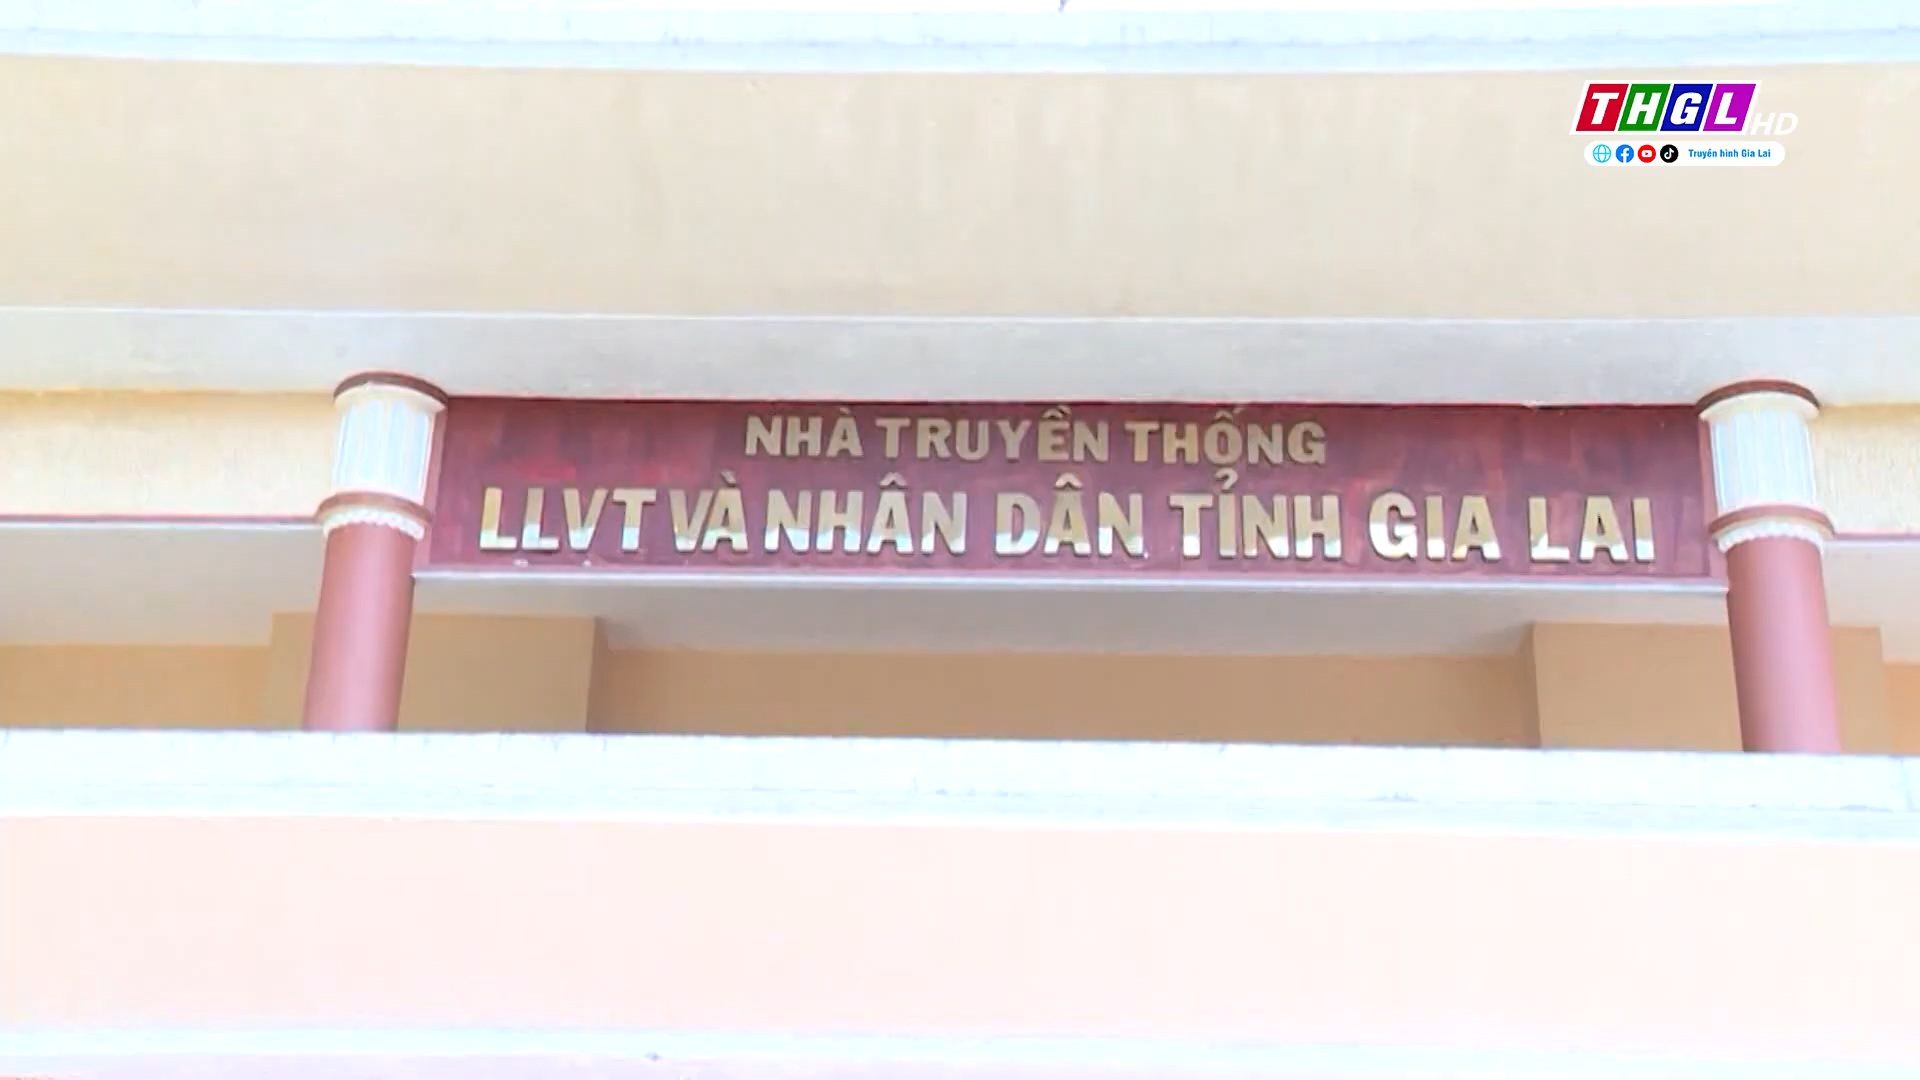 THGL HD
Truyền hình Gia Lai
NHÀ TRUYỀN THỐNG
LLVT VÀ NHÂN DÂN TỈNH GIA LAI